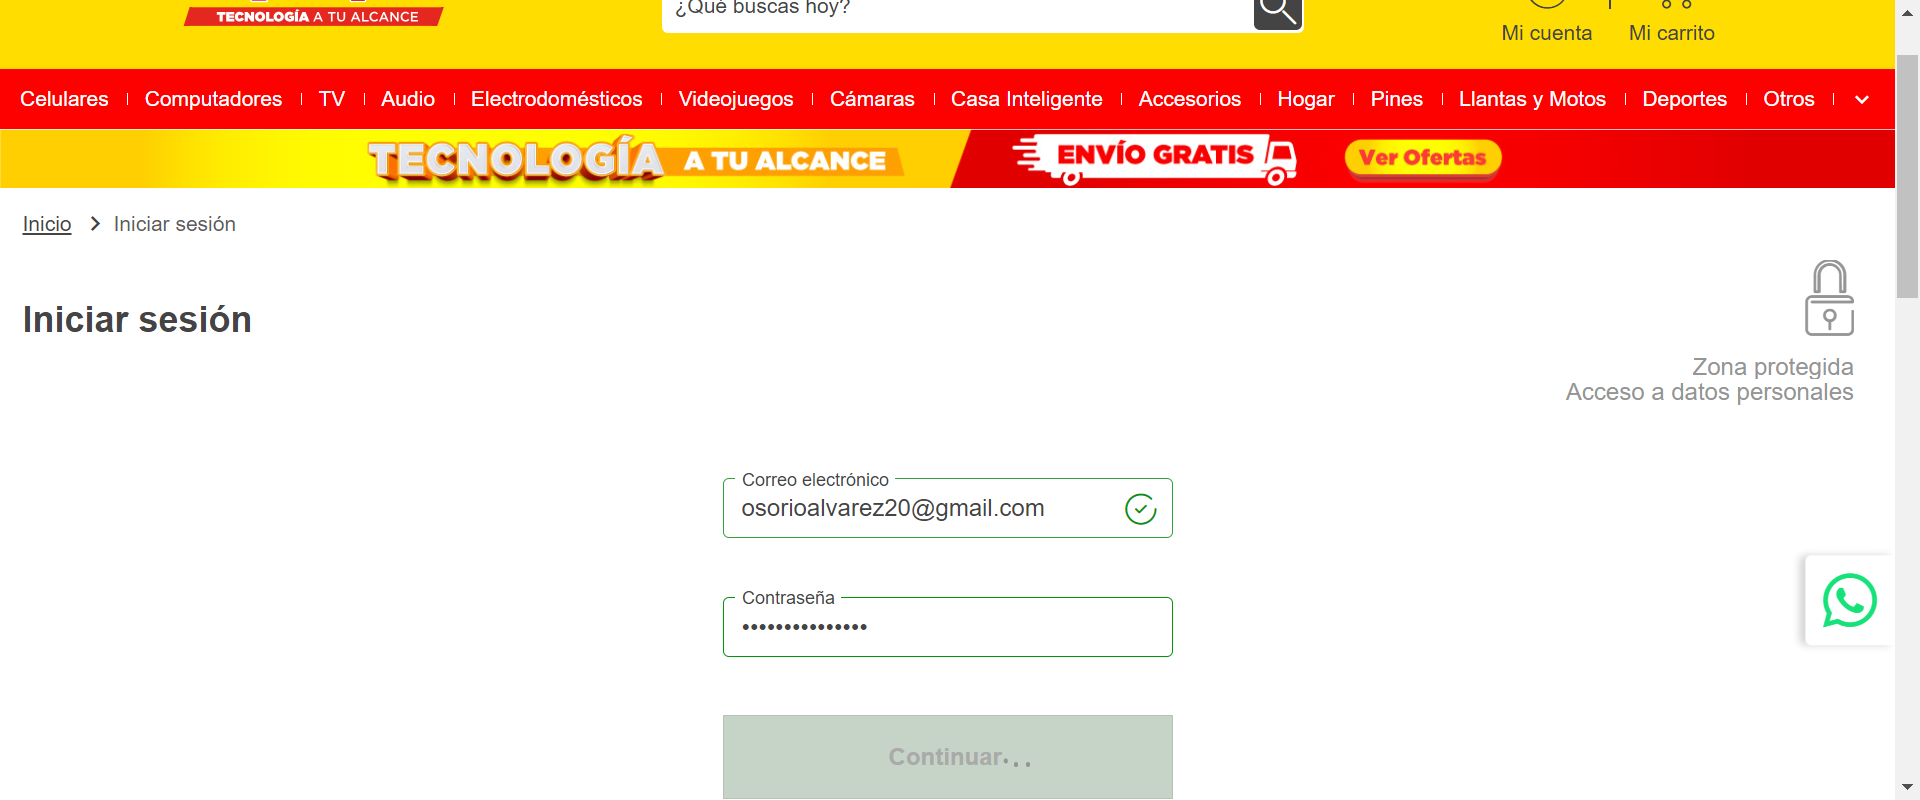 TECNOLOGÍA A TU ALCANCE
¿Qué buscas hoy?
Mi cuenta
Mi carrito
Celulares Computadores TV Audio Electrodomésticos Videojuegos Cámaras Casa Inteligente Accesorios Hogar Pines Llantas y Motos Deportes Otros
TECNOLOGÍA A TU ALCANCE ENVÍO GRATIS Ver Ofertas
Inicio > Iniciar sesión
Iniciar sesión
Zona protegida
Acceso a datos personales
Correo electrónico
osorioalvarez20@gmail.com
Contraseña
•••••••••••••••
Continuar...